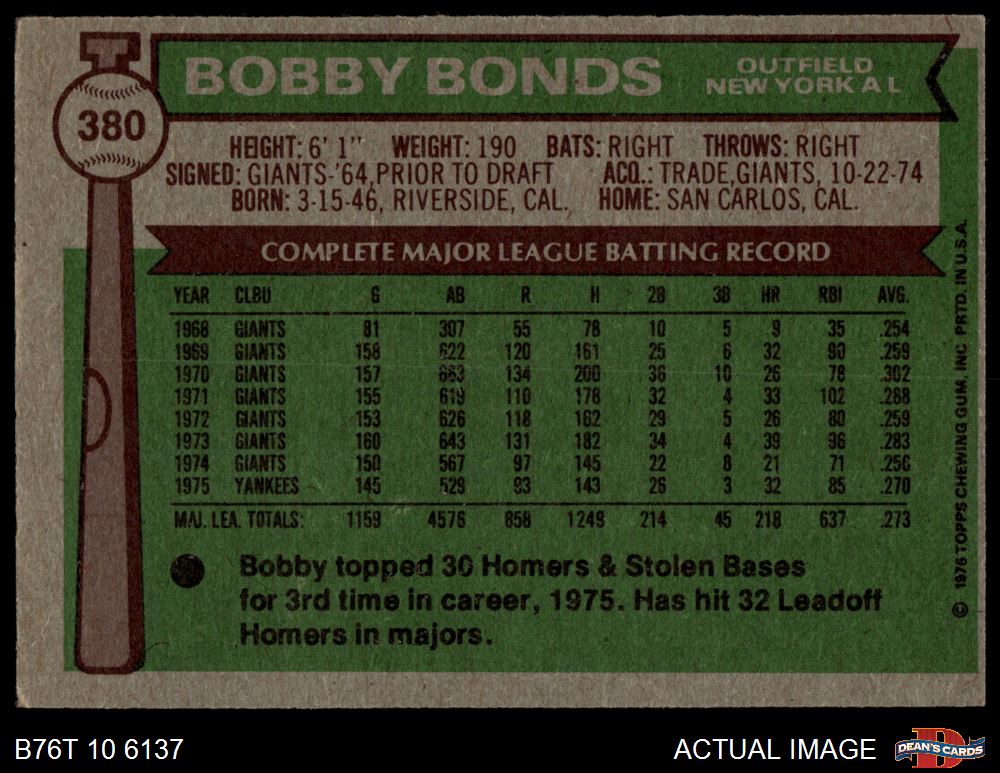 BOBBY BONDS
OUTFIELD
NEW YORK A L
380
HEIGHT: 6' 1" WEIGHT: 190 BATS: RIGHT THROWS: RIGHT
SIGNED: GIANTS-'64, PRIOR TO DRAFT ACQ.: TRADE, GIANTS, 10-22-74
BORN: 3-15-46, RIVERSIDE, CAL. HOME: SAN CARLOS, CAL.
COMPLETE MAJOR LEAGUE BATTING RECORD
YEAR CLBU G AB R H 2B 3B HR RBI AVG.
1968 GIANTS 81 307 55 78 10 5 9 35 .254
1969 GIANTS 158 622 120 161 25 6 32 90 .259
1970 GIANTS 157 663 134 200 36 10 26 78 .302
1971 GIANTS 155 619 110 178 32 4 33 102 .288
1972 GIANTS 153 626 118 162 29 5 26 80 .259
1973 GIANTS 160 643 131 182 34 4 39 96 .283
1974 GIANTS 150 567 97 145 22 8 21 71 .256
1975 YANKEES 145 529 93 143 26 3 32 85 .270
MAJ. LEA. TOTALS: 1159 4576 858 1249 214 45 218 637 .273
Bobby topped 30 Homers & Stolen Bases
for 3rd time in career, 1975. Has hit 32 Leadoff
Homers in majors.
© 1976 TOPPS CHEWING GUM, INC PRTD. IN U.S.A.
B76T 10 6137
ACTUAL IMAGE
DEAN'S CARDS